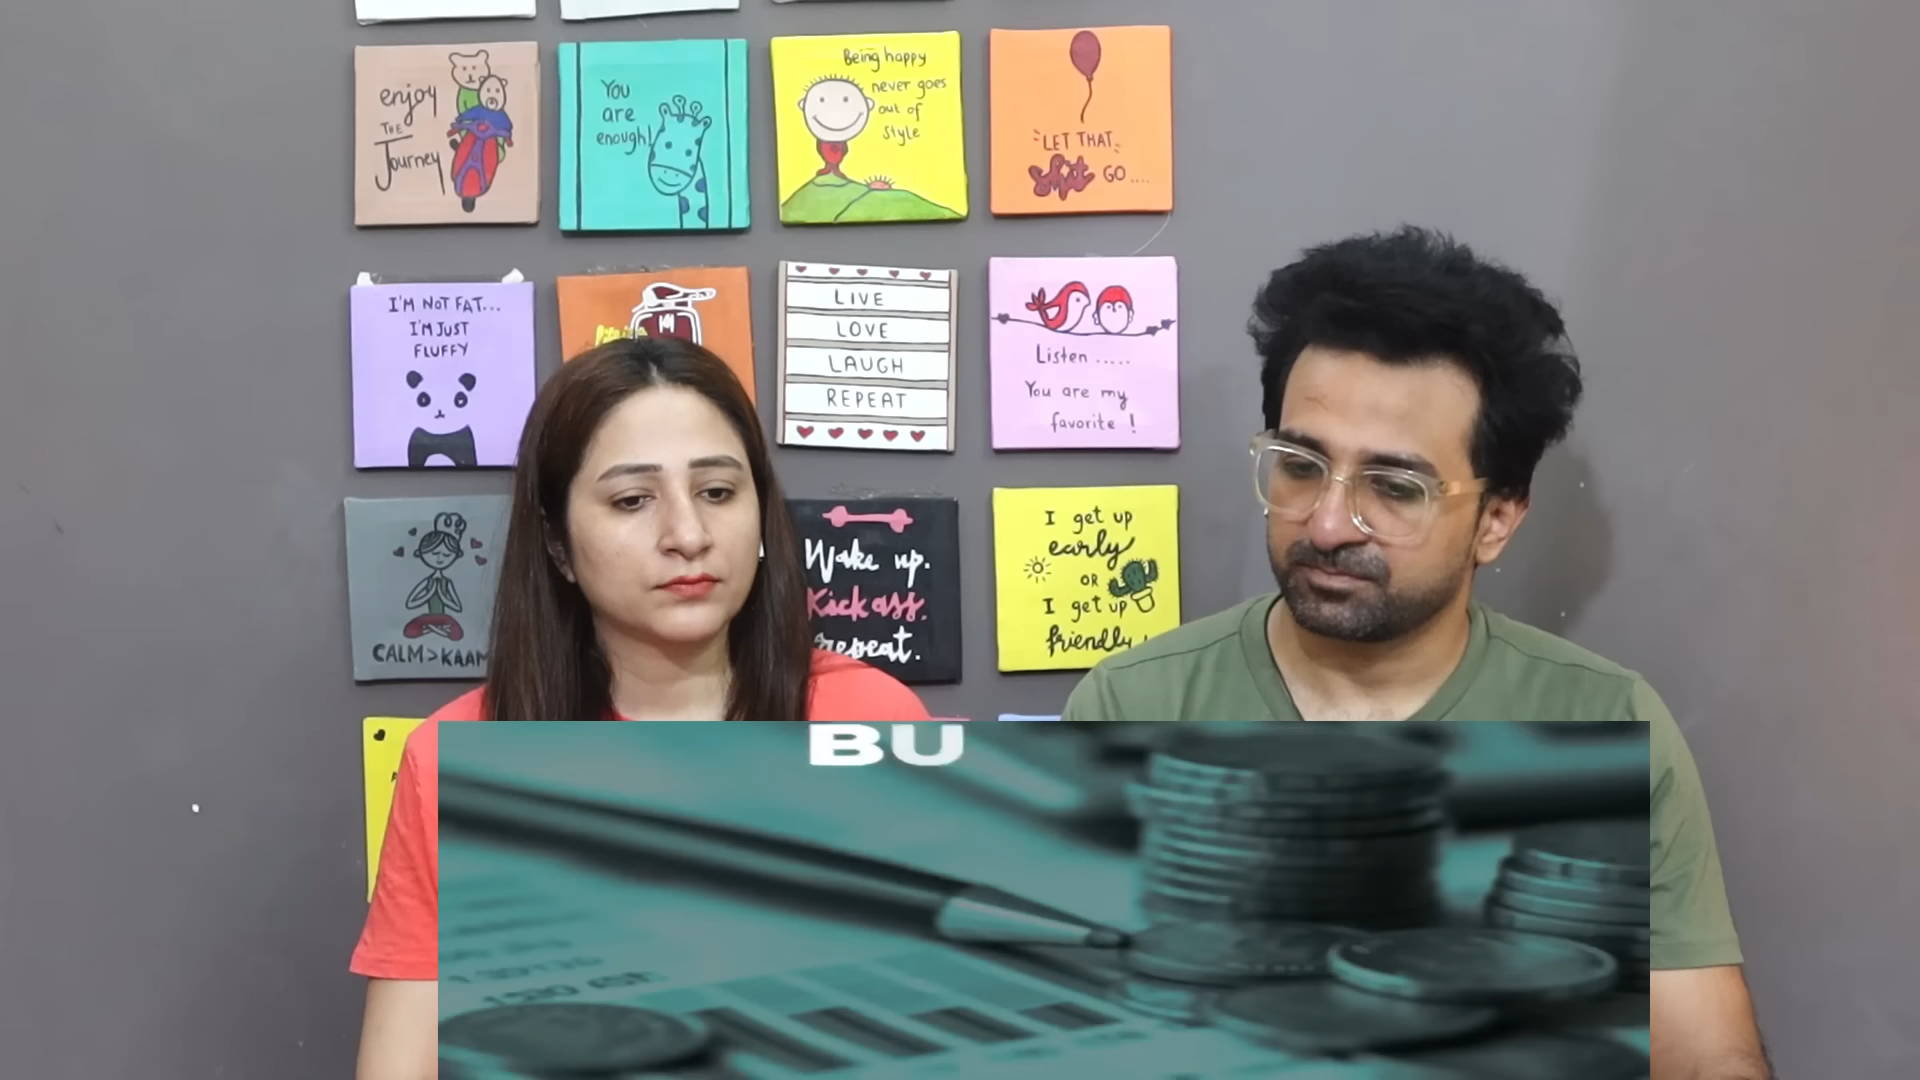 enjoy
THE
Journey
You
are
enough!
Being happy
never goes
out of
style
LET THAT
shit GO ....
I'M NOT FAT...
I'M JUST
FLUFFY
LIVE
LOVE
LAUGH
REPEAT
Listen .....
You are my
favorite !
CALM>KAAM
Wake up.
Kick ass.
repeat.
I get up
early
OR
I get up
friendly
BU